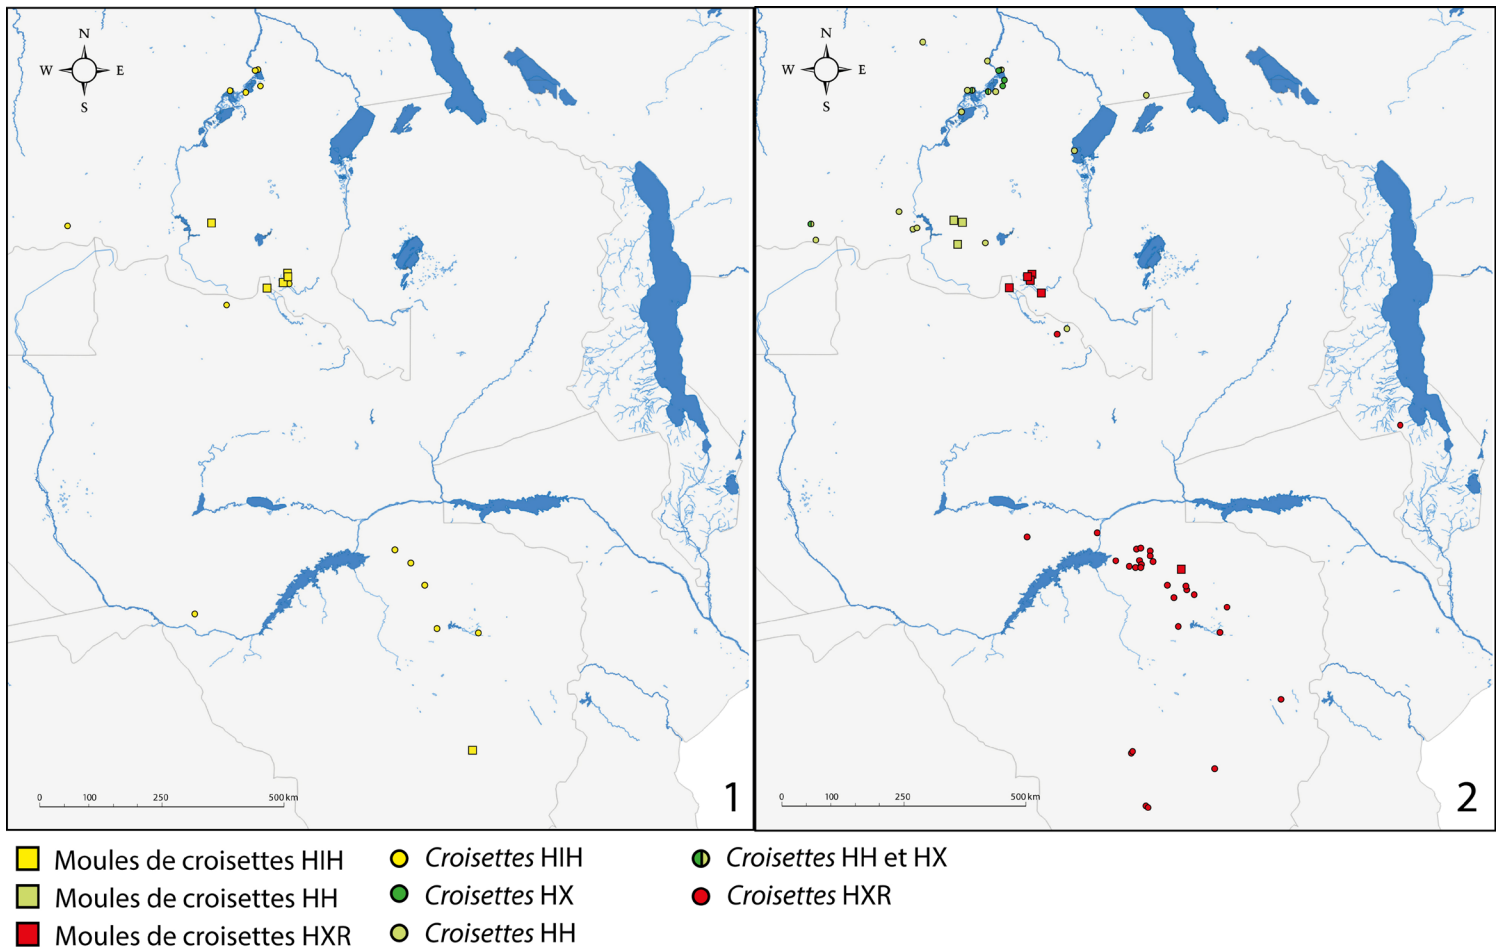 N
W E
S
0 100 250 500 km
1
N
W E
S
0 100 250 500 km
2
Moules de croisettes HIH
Moules de croisettes HH
Moules de croisettes HXR
Croisettes HIH
Croisettes HX
Croisettes HH
Croisettes HH et HX
Croisettes HXR